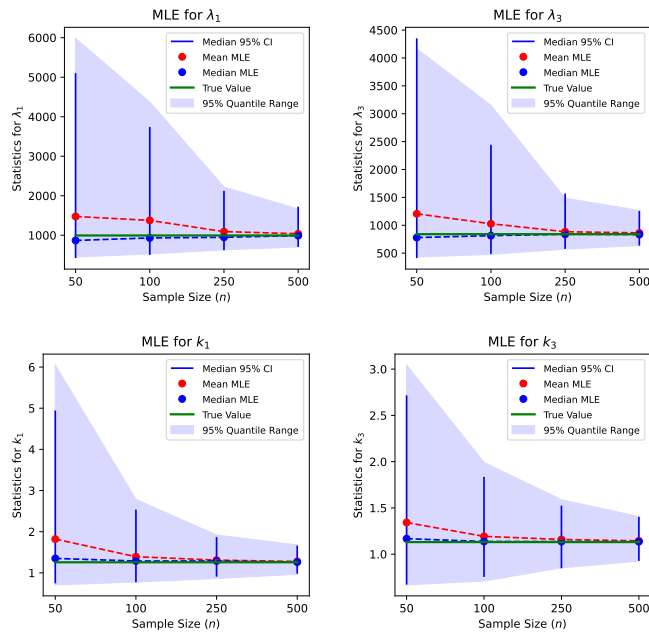 MLE for λ1
Statistics for λ1
6000
5000
4000
3000
2000
1000
50
100
250
500
Sample Size (n)
Median 95% CI
Mean MLE
Median MLE
True Value
95% Quantile Range
MLE for λ3
Statistics for λ3
4500
4000
3500
3000
2500
2000
1500
1000
500
50
100
250
500
Sample Size (n)
Median 95% CI
Mean MLE
Median MLE
True Value
95% Quantile Range
MLE for k1
Statistics for k1
6
5
4
3
2
1
50
100
250
500
Sample Size (n)
Median 95% CI
Mean MLE
Median MLE
True Value
95% Quantile Range
MLE for k3
Statistics for k3
3.0
2.5
2.0
1.5
1.0
50
100
250
500
Sample Size (n)
Median 95% CI
Mean MLE
Median MLE
True Value
95% Quantile Range